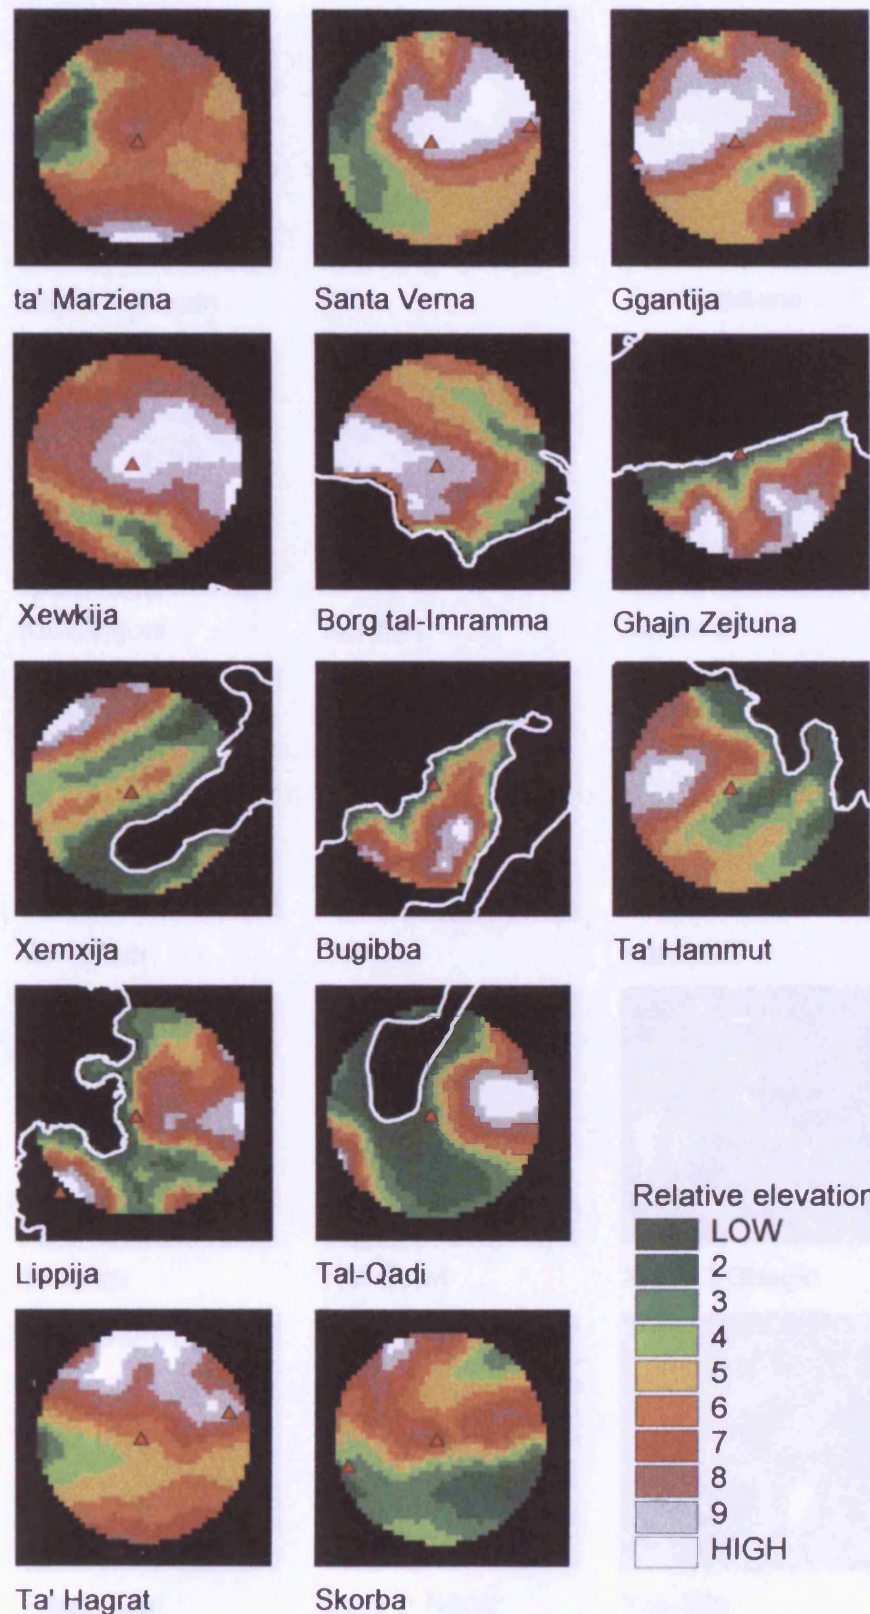 ta' Marziena
Santa Verna
Ggantija
Xewkija
Borg tal-Imramma
Ghajn Zejtuna
Xemxija
Bugibba
Ta' Hammut
Lippija
Tal-Qadi
Relative elevation
LOW
2
3
4
5
6
7
8
9
HIGH
Ta' Hagrat
Skorba